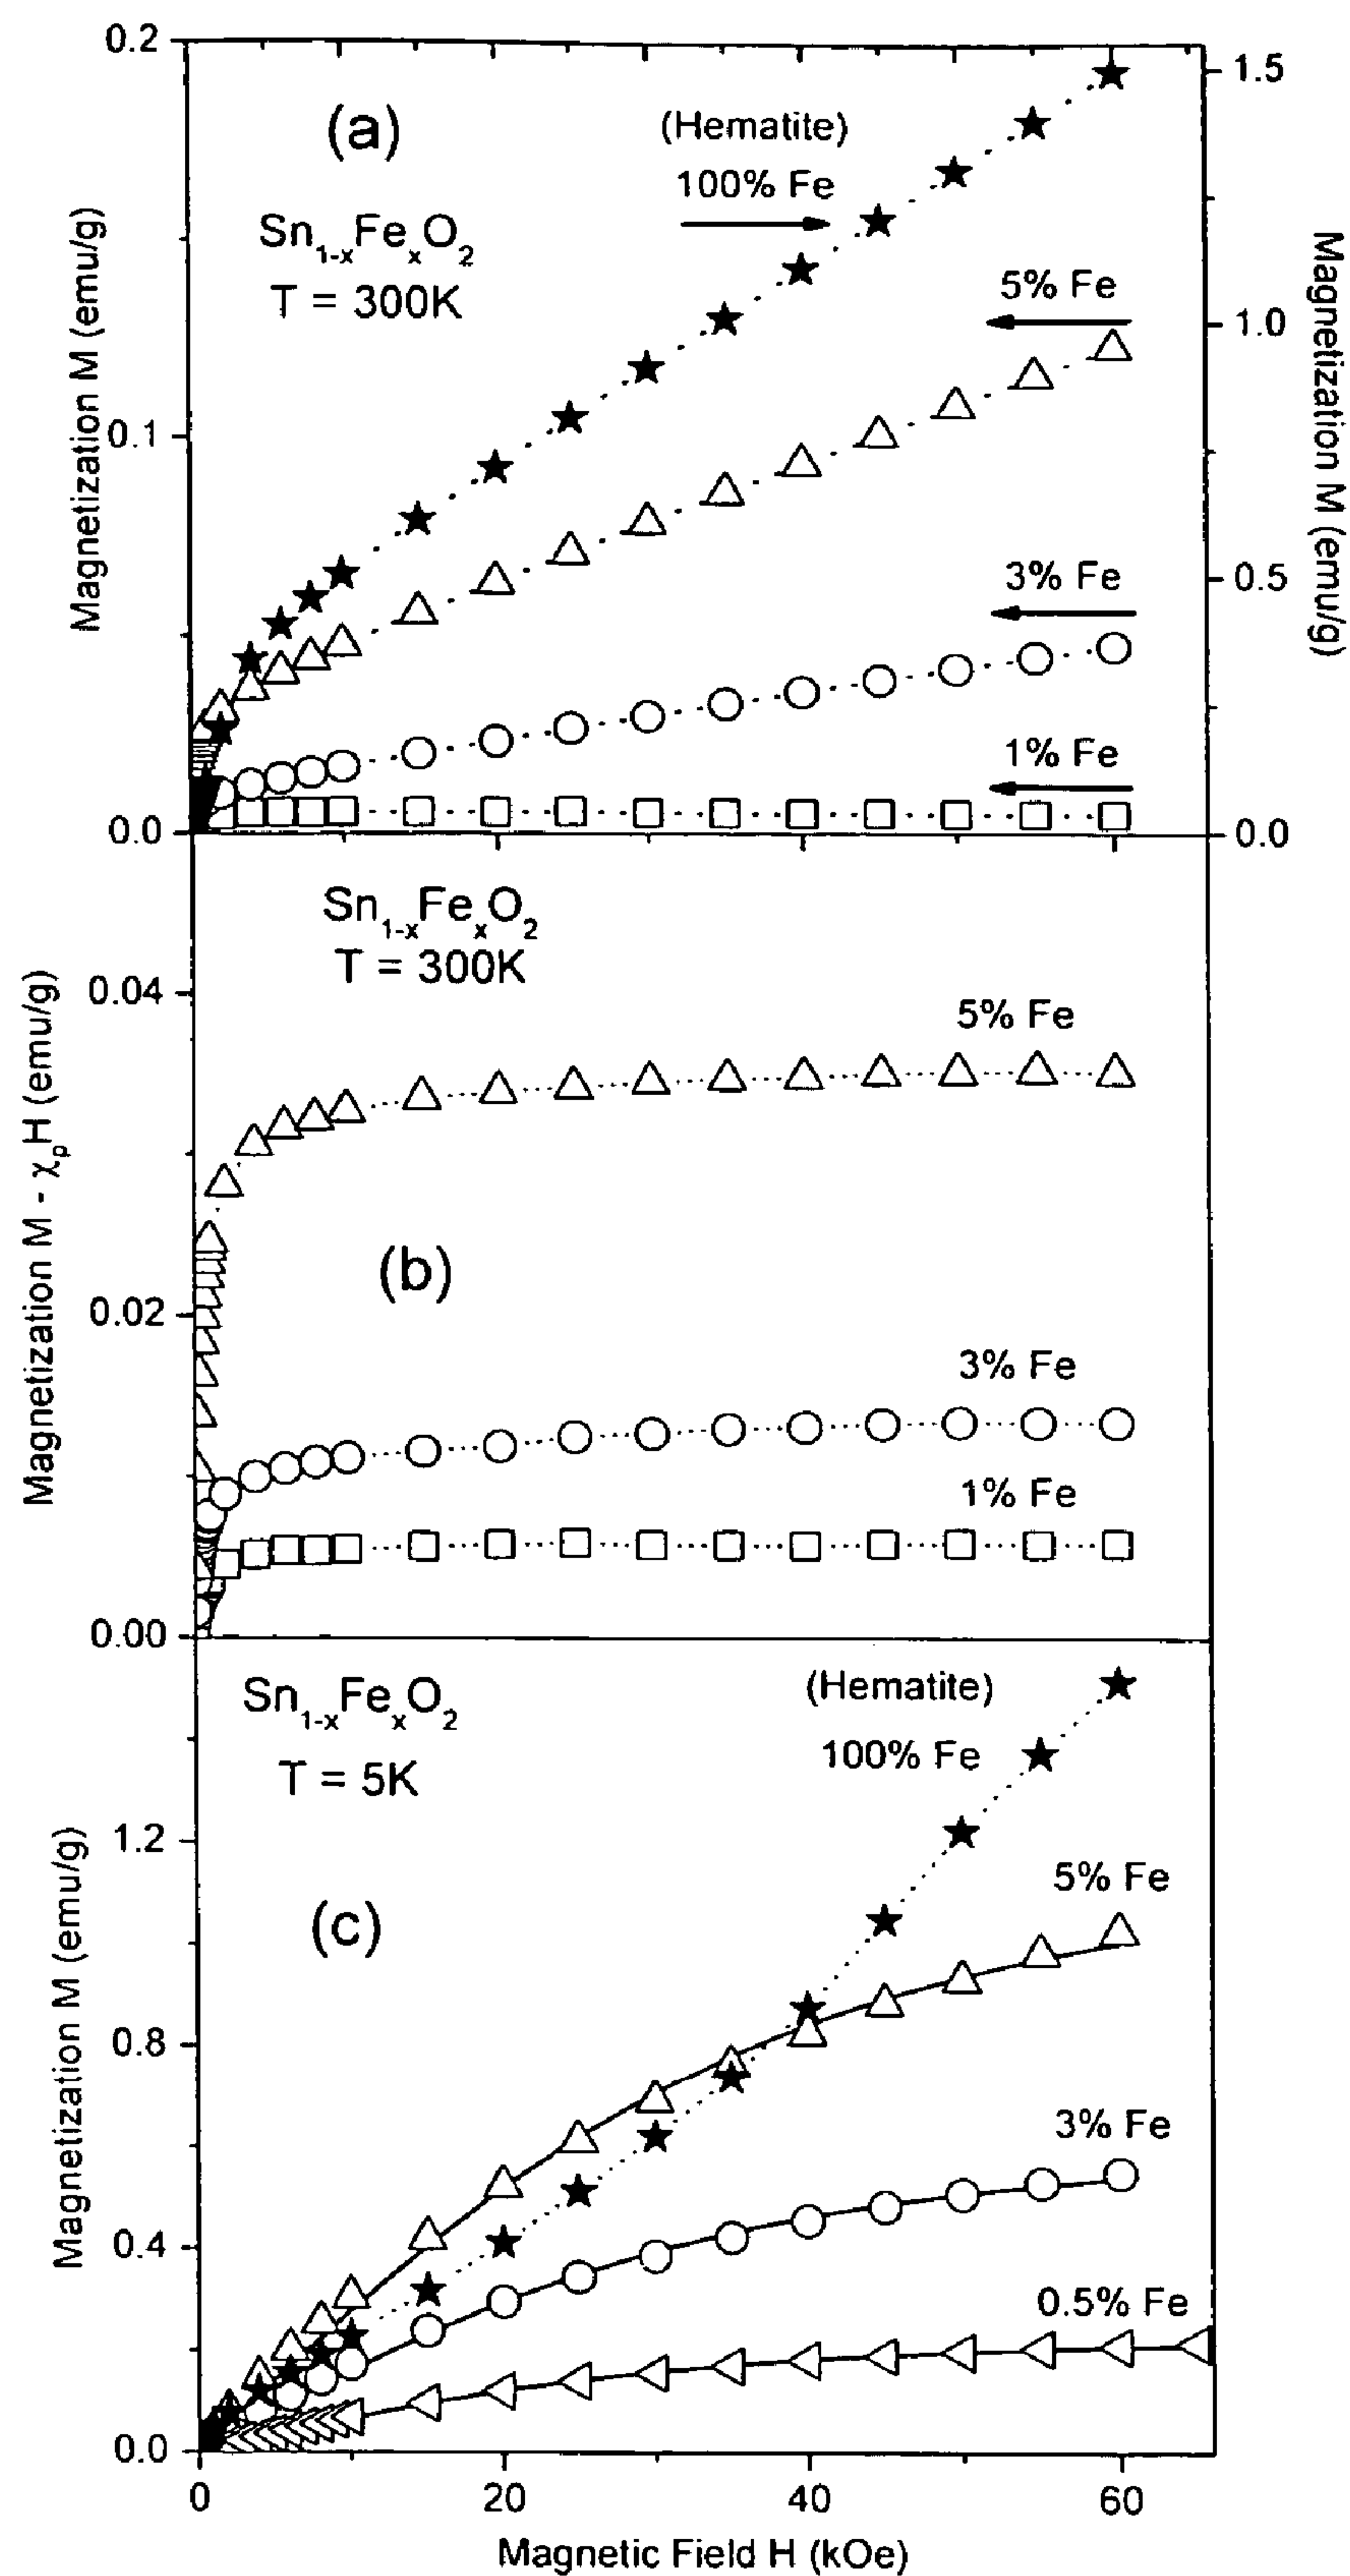 0.2
(a)
(Hematite)
100% Fe
1.5
Sn1-xFexO2
T = 300K
5% Fe
1.0
Magnetization M (emu/g)
Magnetization M (emu/g)
0.1
3% Fe
0.5
1% Fe
0.0
0.0
Sn1-xFexO2
T = 300K
0.04
5% Fe
Magnetization M - χpH (emu/g)
(b)
0.02
3% Fe
1% Fe
0.00
Sn1-xFexO2
T = 5K
(Hematite)
100% Fe
1.2
5% Fe
(c)
Magnetization M (emu/g)
0.8
3% Fe
0.4
0.5% Fe
0.0
0
20
40
60
Magnetic Field H (kOe)